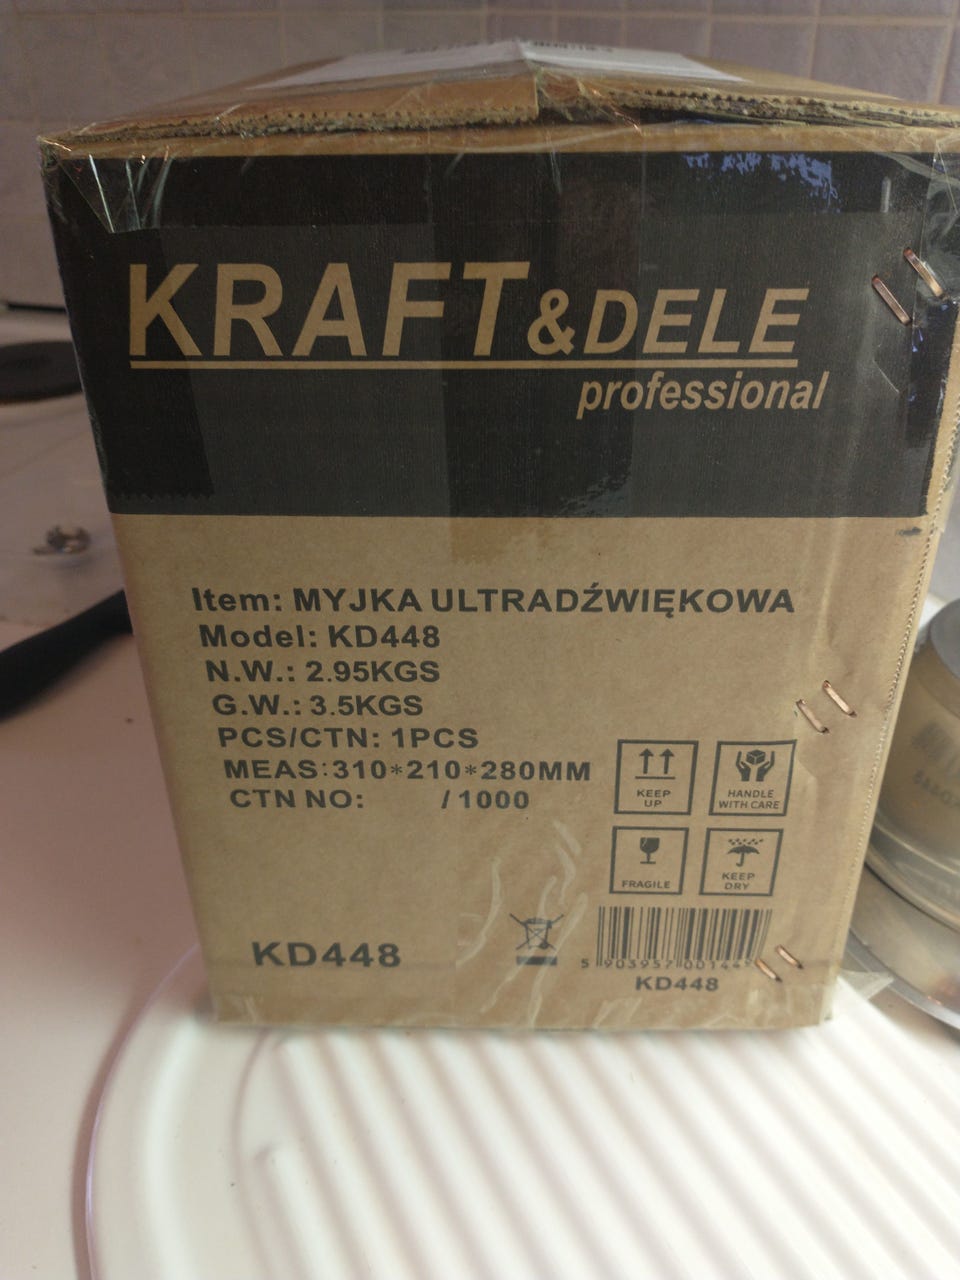 KRAFT&DELE
professional
Item: MYJKA ULTRADŹWIĘKOWA
Model: KD448
N.W.: 2.95KGS
G.W.: 3.5KGS
PCS/CTN: 1PCS
MEAS:310*210*280MM
CTN NO: /1000
KEEP
UP
HANDLE
WITH CARE
FRAGILE
KEEP
DRY
KD448
KD448